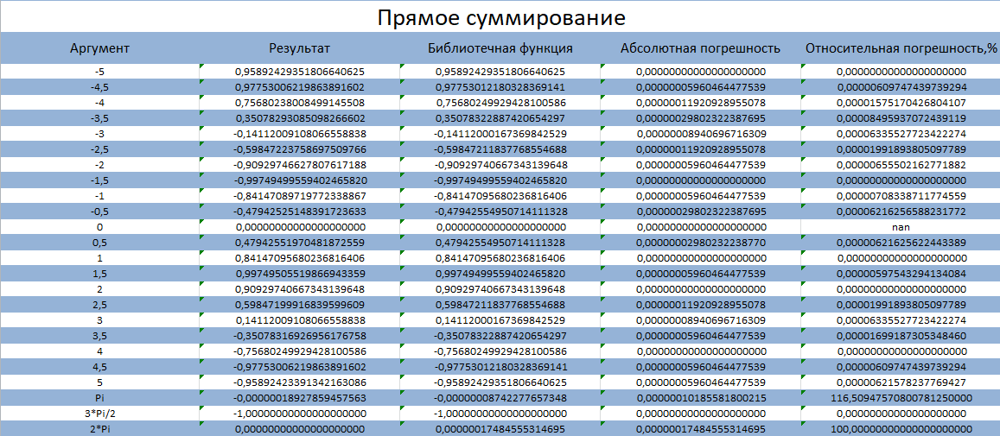 Прямое суммирование
Аргумент Результат Библиотечная функция Абсолютная погрешность Относительная погрешность,%
-5 0,95892429351806640625 0,95892429351806640625 0,00000000000000000000 0,00000000000000000000
-4,5 0,97753006219863891602 0,97753012180328369141 0,00000005960464477539 0,00000609747439739294
-4 0,75680238008499145508 0,75680249929428100586 0,00000011920928955078 0,00001575170426804107
-3,5 0,35078293085098266602 0,35078322887420654297 0,00000029802322387695 0,00008495937072439119
-3 -0,14112009108066558838 -0,14112000167369842529 0,00000008940696716309 0,00006335527723422274
-2,5 -0,59847223758697509766 -0,59847211837768554688 0,00000011920928955078 0,00001991893805097789
-2 -0,90929746627807617188 -0,90929740667343139648 0,00000005960464477539 0,00000655502162771882
-1,5 -0,99749499559402465820 -0,99749499559402465820 0,00000000000000000000 0,00000000000000000000
-1 -0,84147089719772338867 -0,84147095680236816406 0,00000005960464477539 0,00000708338711774559
-0,5 -0,47942525148391723633 -0,47942554950714111328 0,00000029802322387695 0,00006216256588231772
0 0,00000000000000000000 0,00000000000000000000 0,00000000000000000000 nan
0,5 0,47942551970481872559 0,47942554950714111328 0,00000002980232238770 0,00000621625622443389
1 0,84147095680236816406 0,84147095680236816406 0,00000000000000000000 0,00000000000000000000
1,5 0,99749505519866943359 0,99749499559402465820 0,00000005960464477539 0,00000597543294134084
2 0,90929740667343139648 0,90929740667343139648 0,00000000000000000000 0,00000000000000000000
2,5 0,59847199916839599609 0,59847211837768554688 0,00000011920928955078 0,00001991893805097789
3 0,14112009108066558838 0,14112000167369842529 0,00000008940696716309 0,00006335527723422274
3,5 -0,35078316926956176758 -0,35078322887420654297 0,00000005960464477539 0,00001699187305348460
4 -0,75680249929428100586 -0,75680249929428100586 0,00000000000000000000 0,00000000000000000000
4,5 -0,97753006219863891602 -0,97753012180328369141 0,00000005960464477539 0,00000609747439739294
5 -0,95892423391342163086 -0,95892429351806640625 0,00000005960464477539 0,00000621578237769427
Pi -0,00000018927859457563 -0,00000008742277657348 0,00000010185581800215 116,50947570800781250000
3*Pi/2 -1,00000000000000000000 -1,00000000000000000000 0,00000000000000000000 0,00000000000000000000
2*Pi 0,00000000000000000000 0,00000017484555314695 0,00000017484555314695 100,00000000000000000000